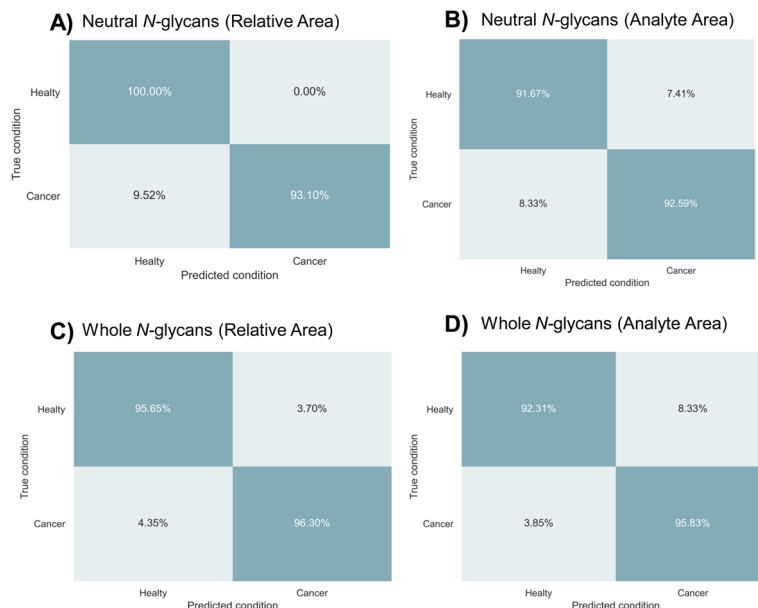 A) Neutral N-glycans (Relative Area)
True condition
Healty
100.00%
0.00%
Cancer
9.52%
93.10%
Healty
Cancer
Predicted condition
B) Neutral N-glycans (Analyte Area)
True condition
Healty
91.67%
7.41%
Cancer
8.33%
92.59%
Healty
Cancer
Predicted condition
C) Whole N-glycans (Relative Area)
True condition
Healty
95.65%
3.70%
Cancer
4.35%
96.30%
Healty
Cancer
Predicted condition
D) Whole N-glycans (Analyte Area)
True condition
Healty
92.31%
8.33%
Cancer
3.85%
95.83%
Healty
Cancer
Predicted condition